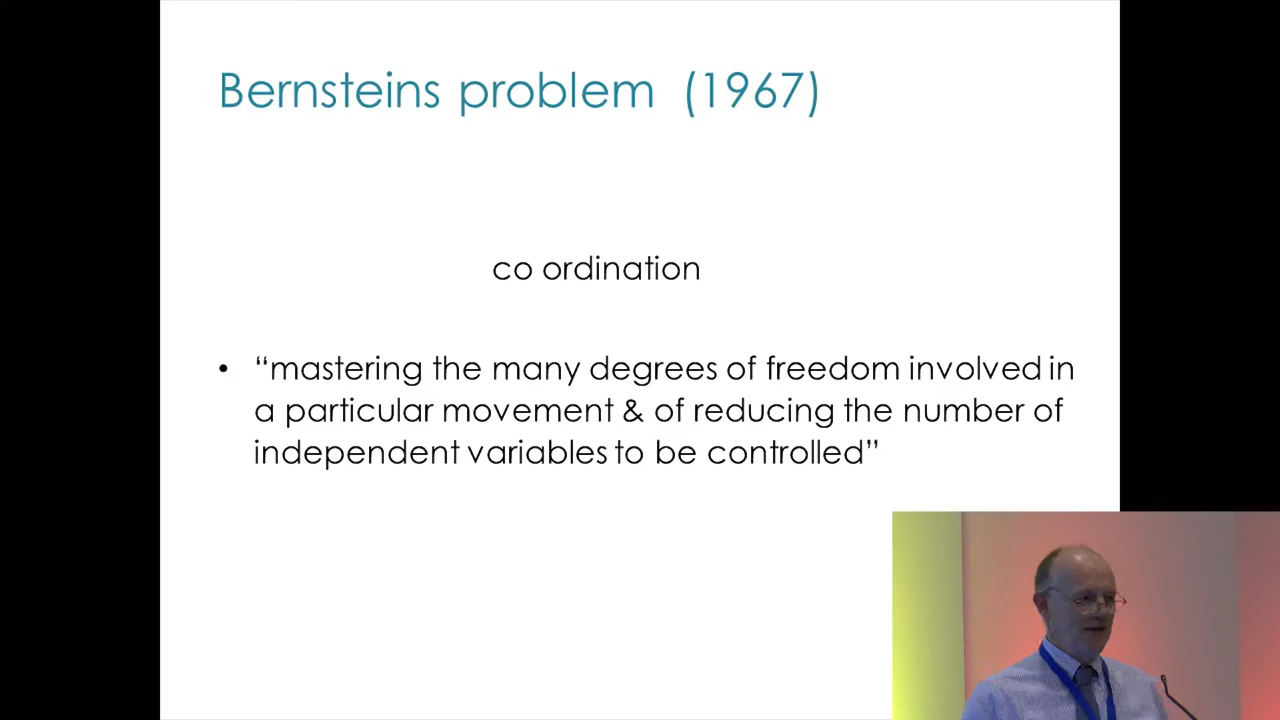 Bernsteins problem (1967)
co ordination
• “mastering the many degrees of freedom involved in
a particular movement & of reducing the number of
independent variables to be controlled”